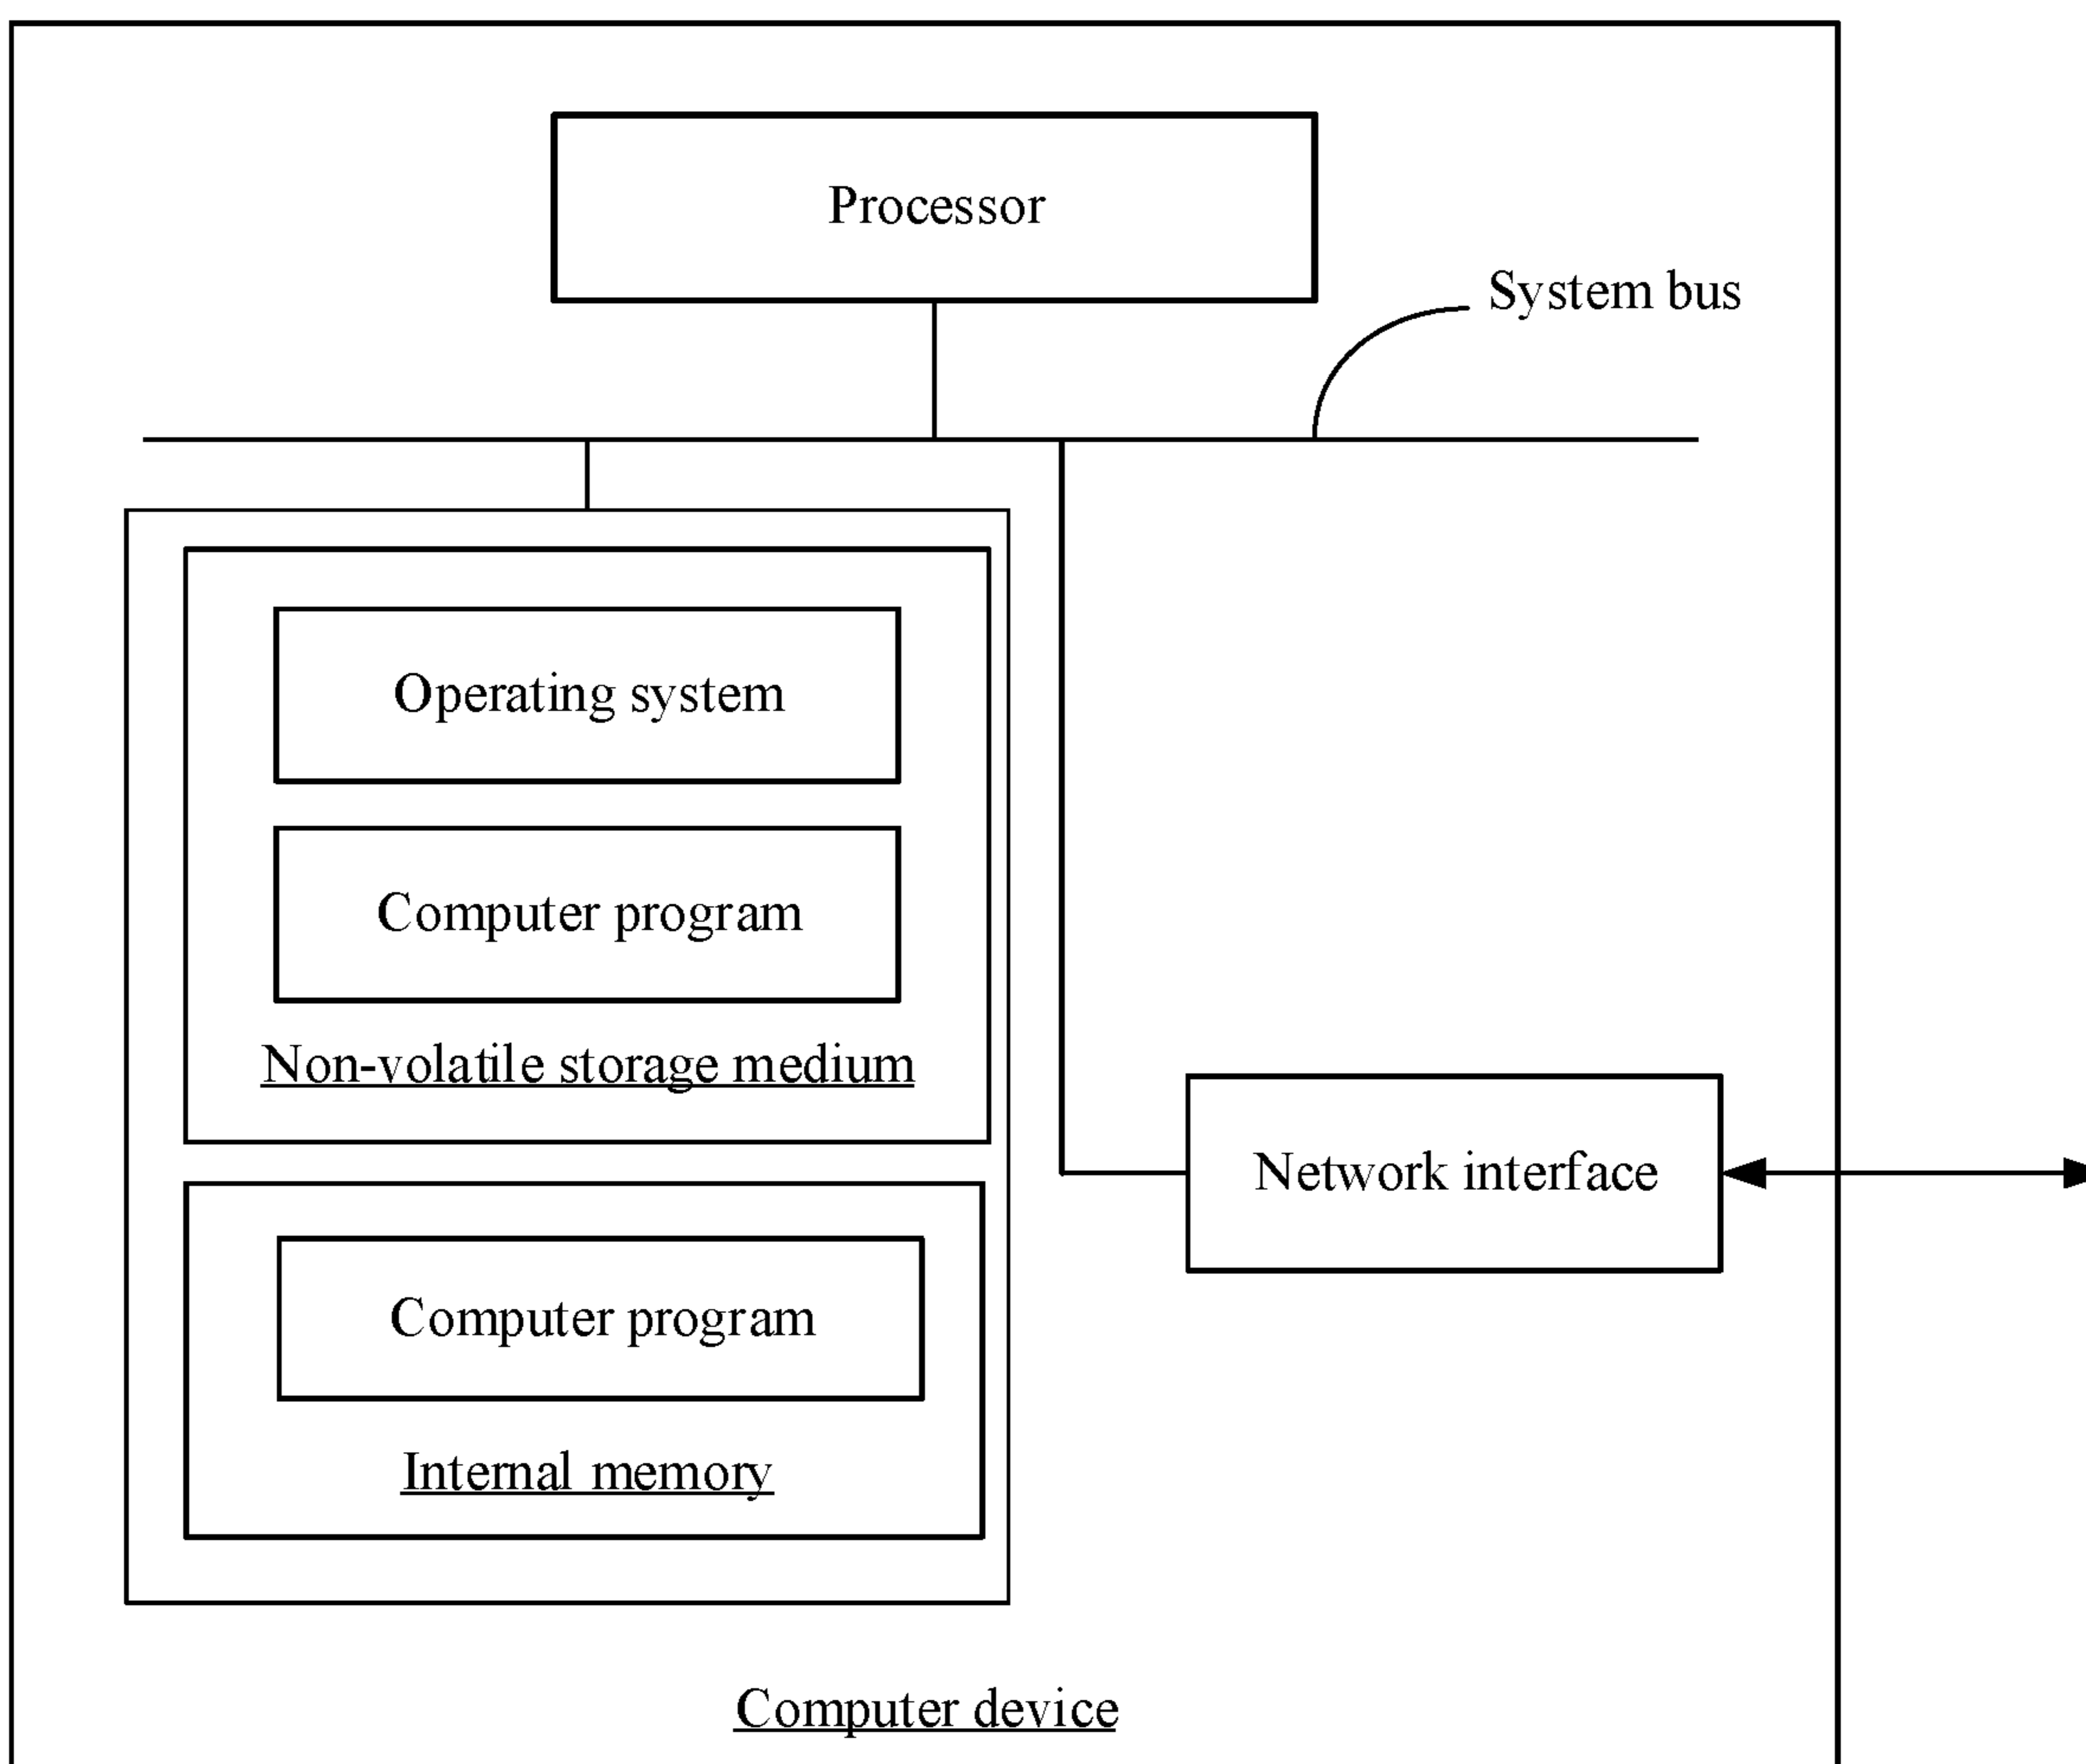 Processor
System bus
Operating system
Computer program
Non-volatile storage medium
Network interface
Computer program
Internal memory
Computer device